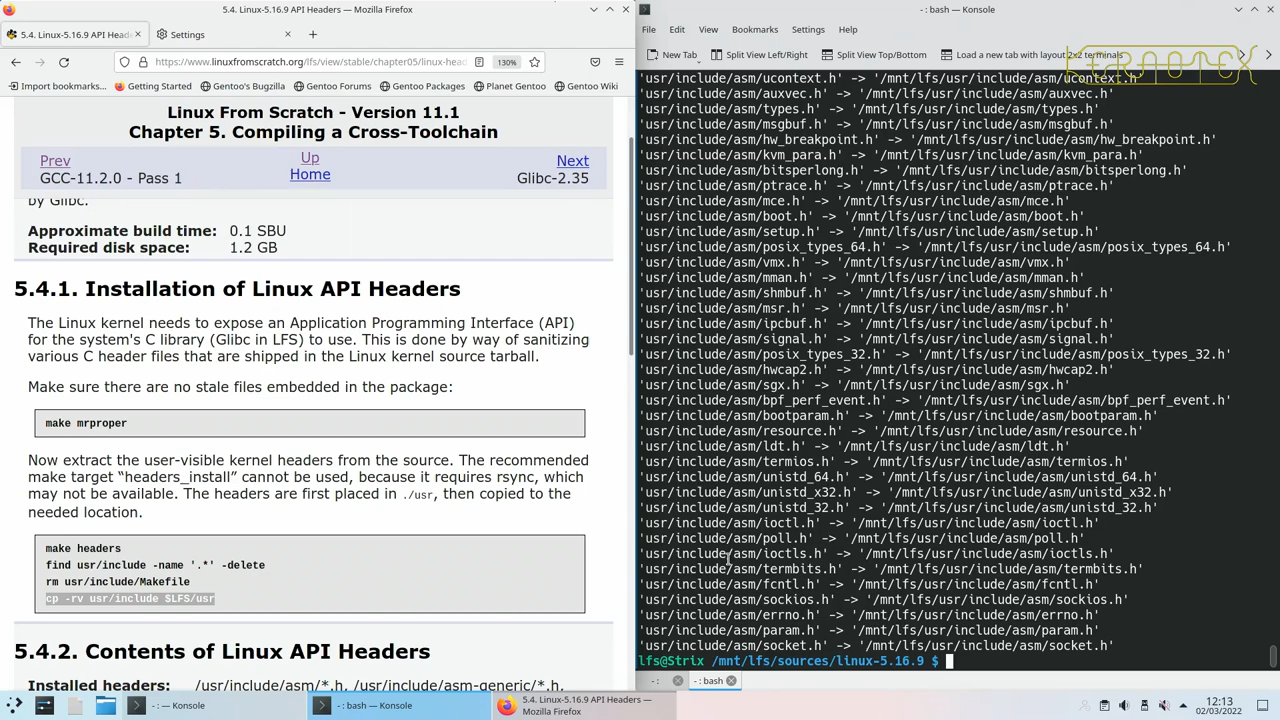 5.4. Linux-5.16.9 API Headers — Mozilla Firefox
5.4. Linux-5.16.9 API Head
Settings
https://www.linuxfromscratch.org/lfs/view/stable/chapter05/linux-hea
130%
Import bookmarks...
Getting Started
Gentoo's Bugzilla
Gentoo Forums
Gentoo Packages
Planet Gentoo
Gentoo Wiki
Linux From Scratch - Version 11.1
Chapter 5. Compiling a Cross-Toolchain
Prev
GCC-11.2.0 - Pass 1
Up
Home
Next
Glibc-2.35
by Glibc.
Approximate build time: 0.1 SBU
Required disk space: 1.2 GB
5.4.1. Installation of Linux API Headers
The Linux kernel needs to expose an Application Programming Interface (API)
for the system's C library (Glibc in LFS) to use. This is done by way of sanitizing
various C header files that are shipped in the Linux kernel source tarball.
Make sure there are no stale files embedded in the package:
make mrproper
Now extract the user-visible kernel headers from the source. The recommended
make target “headers_install” cannot be used, because it requires rsync, which
may not be available. The headers are first placed in ./usr, then copied to the
needed location.
make headers
find usr/include -name '.*' -delete
rm usr/include/Makefile
cp -rv usr/include $LFS/usr
5.4.2. Contents of Linux API Headers
Installed headers: /usr/include/asm/*.h, /usr/include/asm-generic/*.h,
- : bash — Konsole
File
Edit
View
Bookmarks
Settings
Help
New Tab
Split View Left/Right
Split View Top/Bottom
Load a new tab with layout 2x2 terminals
KERNOTEX
'usr/include/asm/ucontext.h' -> '/mnt/lfs/usr/include/asm/ucontext.h'
'usr/include/asm/auxvec.h' -> '/mnt/lfs/usr/include/asm/auxvec.h'
'usr/include/asm/types.h' -> '/mnt/lfs/usr/include/asm/types.h'
'usr/include/asm/msgbuf.h' -> '/mnt/lfs/usr/include/asm/msgbuf.h'
'usr/include/asm/hw_breakpoint.h' -> '/mnt/lfs/usr/include/asm/hw_breakpoint.h'
'usr/include/asm/kvm_para.h' -> '/mnt/lfs/usr/include/asm/kvm_para.h'
'usr/include/asm/bitsperlong.h' -> '/mnt/lfs/usr/include/asm/bitsperlong.h'
'usr/include/asm/ptrace.h' -> '/mnt/lfs/usr/include/asm/ptrace.h'
'usr/include/asm/mce.h' -> '/mnt/lfs/usr/include/asm/mce.h'
'usr/include/asm/boot.h' -> '/mnt/lfs/usr/include/asm/boot.h'
'usr/include/asm/setup.h' -> '/mnt/lfs/usr/include/asm/setup.h'
'usr/include/asm/posix_types_64.h' -> '/mnt/lfs/usr/include/asm/posix_types_64.h'
'usr/include/asm/vmx.h' -> '/mnt/lfs/usr/include/asm/vmx.h'
'usr/include/asm/mman.h' -> '/mnt/lfs/usr/include/asm/mman.h'
'usr/include/asm/shmbuf.h' -> '/mnt/lfs/usr/include/asm/shmbuf.h'
'usr/include/asm/msr.h' -> '/mnt/lfs/usr/include/asm/msr.h'
'usr/include/asm/ipcbuf.h' -> '/mnt/lfs/usr/include/asm/ipcbuf.h'
'usr/include/asm/signal.h' -> '/mnt/lfs/usr/include/asm/signal.h'
'usr/include/asm/posix_types_32.h' -> '/mnt/lfs/usr/include/asm/posix_types_32.h'
'usr/include/asm/hwcap2.h' -> '/mnt/lfs/usr/include/asm/hwcap2.h'
'usr/include/asm/sgx.h' -> '/mnt/lfs/usr/include/asm/sgx.h'
'usr/include/asm/bpf_perf_event.h' -> '/mnt/lfs/usr/include/asm/bpf_perf_event.h'
'usr/include/asm/bootparam.h' -> '/mnt/lfs/usr/include/asm/bootparam.h'
'usr/include/asm/resource.h' -> '/mnt/lfs/usr/include/asm/resource.h'
'usr/include/asm/ldt.h' -> '/mnt/lfs/usr/include/asm/ldt.h'
'usr/include/asm/termios.h' -> '/mnt/lfs/usr/include/asm/termios.h'
'usr/include/asm/unistd_64.h' -> '/mnt/lfs/usr/include/asm/unistd_64.h'
'usr/include/asm/unistd_x32.h' -> '/mnt/lfs/usr/include/asm/unistd_x32.h'
'usr/include/asm/unistd_32.h' -> '/mnt/lfs/usr/include/asm/unistd_32.h'
'usr/include/asm/ioctl.h' -> '/mnt/lfs/usr/include/asm/ioctl.h'
'usr/include/asm/poll.h' -> '/mnt/lfs/usr/include/asm/poll.h'
'usr/include/asm/ioctls.h' -> '/mnt/lfs/usr/include/asm/ioctls.h'
'usr/include/asm/termbits.h' -> '/mnt/lfs/usr/include/asm/termbits.h'
'usr/include/asm/fcntl.h' -> '/mnt/lfs/usr/include/asm/fcntl.h'
'usr/include/asm/sockios.h' -> '/mnt/lfs/usr/include/asm/sockios.h'
'usr/include/asm/errno.h' -> '/mnt/lfs/usr/include/asm/errno.h'
'usr/include/asm/param.h' -> '/mnt/lfs/usr/include/asm/param.h'
'usr/include/asm/socket.h' -> '/mnt/lfs/usr/include/asm/socket.h'
lfs@Strix /mnt/lfs/sources/linux-5.16.9 $
- :
- : bash
- : — Konsole
- : bash — Konsole
5.4. Linux-5.16.9 API Headers —
Mozilla Firefox
12:13
02/03/2022